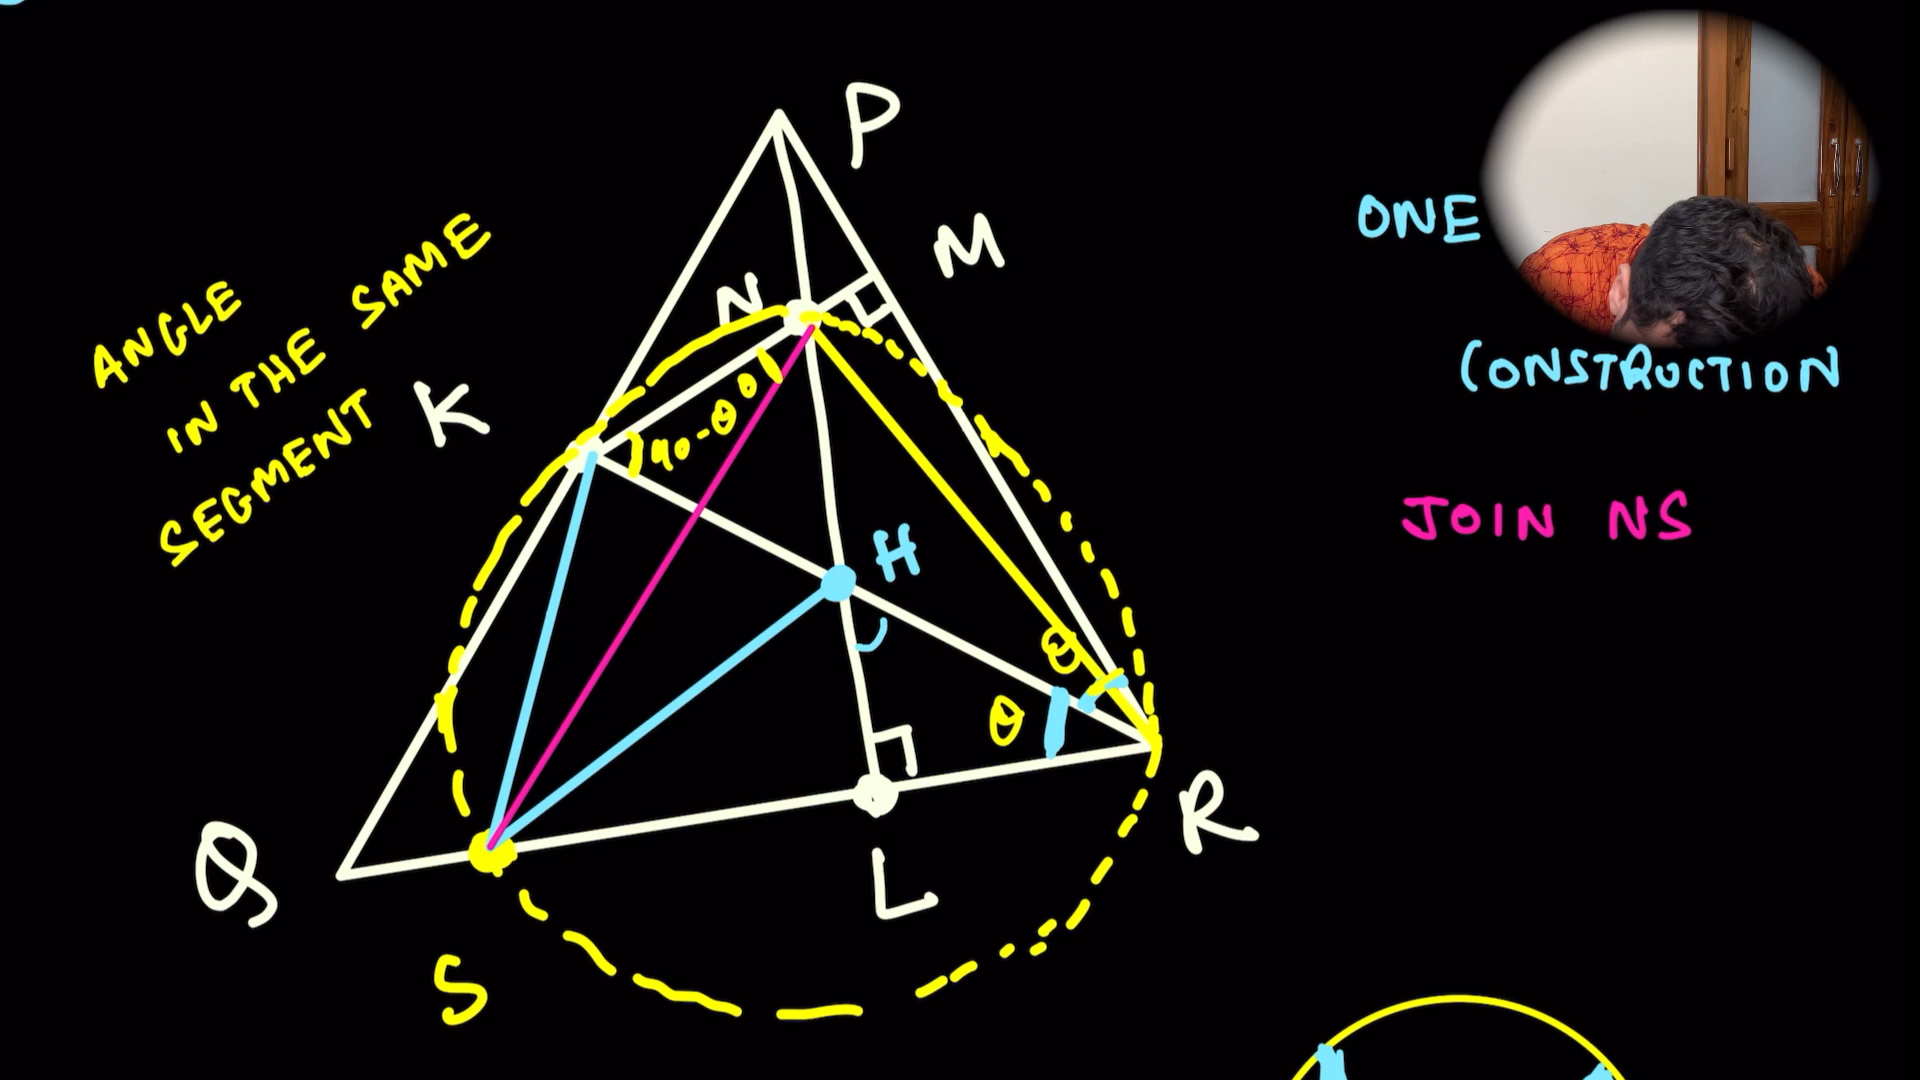 P
M
N
K
ANGLE
IN THE SAME
SEGMENT
90-θ
θ
H
θ
θ
Q
L
R
S
ONE
CONSTRUCTION
JOIN NS